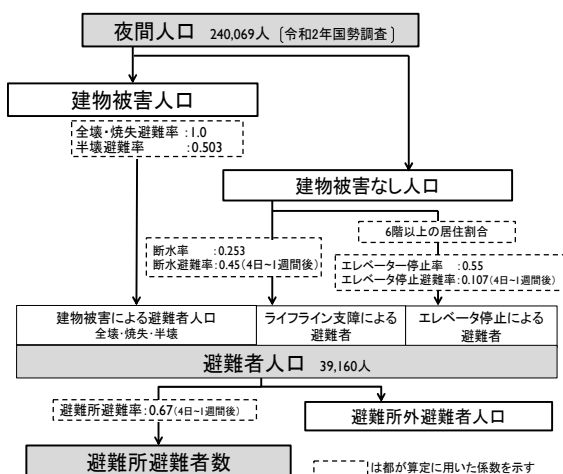 夜間人口 240,069人 〔令和2年国勢調査〕
建物被害人口
全壊・焼失避難率 :1.0
半壊避難率 :0.503
建物被害なし人口
6階以上の居住割合
断水率 :0.253
断水避難率:0.45(4日~1週間後)
エレベーター停止率 :0.55
エレベータ停止避難率:0.107(4日~1週間後)
建物被害による避難者人口
全壊・焼失・半壊
ライフライン支障による
避難者
エレベータ停止による
避難者
避難者人口 39,160人
避難所避難率:0.67(4日~1週間後)
避難所外避難者人口
避難所避難者数
は都が算定に用いた係数を示す